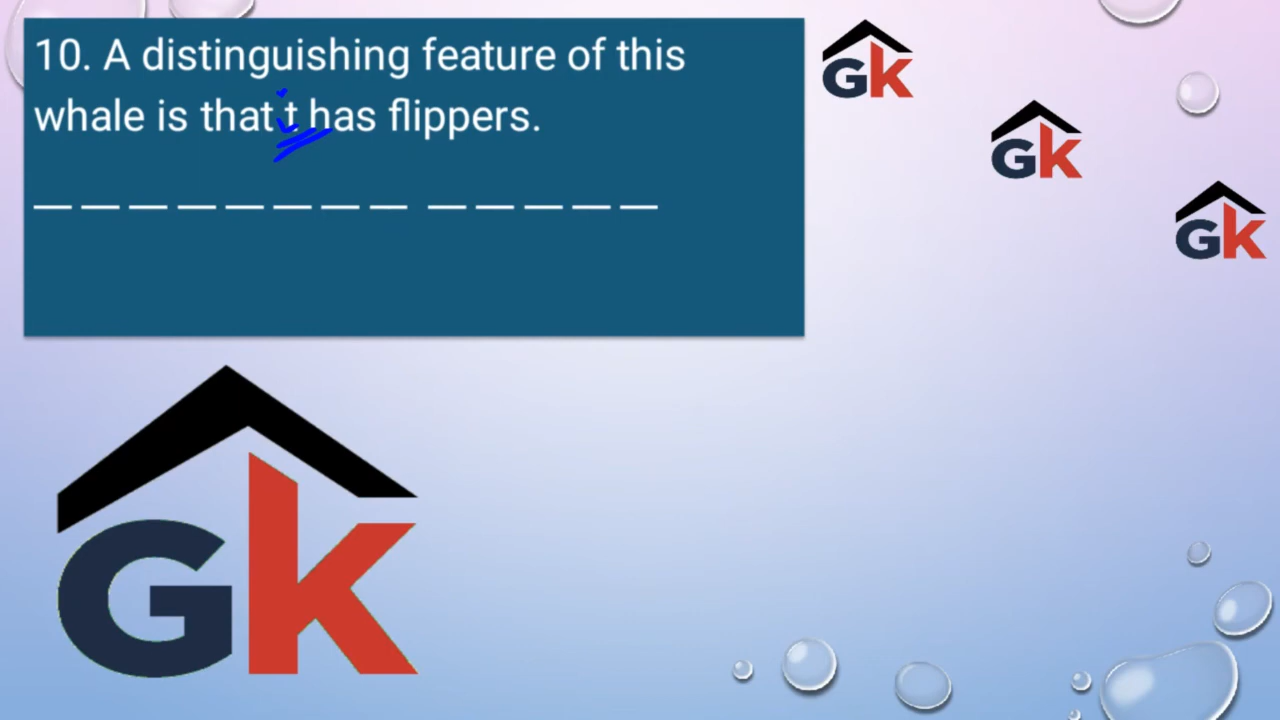 10. A distinguishing feature of this
whale is that it has flippers.
_ _ _ _ _ _ _ _ _ _ _ _ _
GK
GK
GK
GK